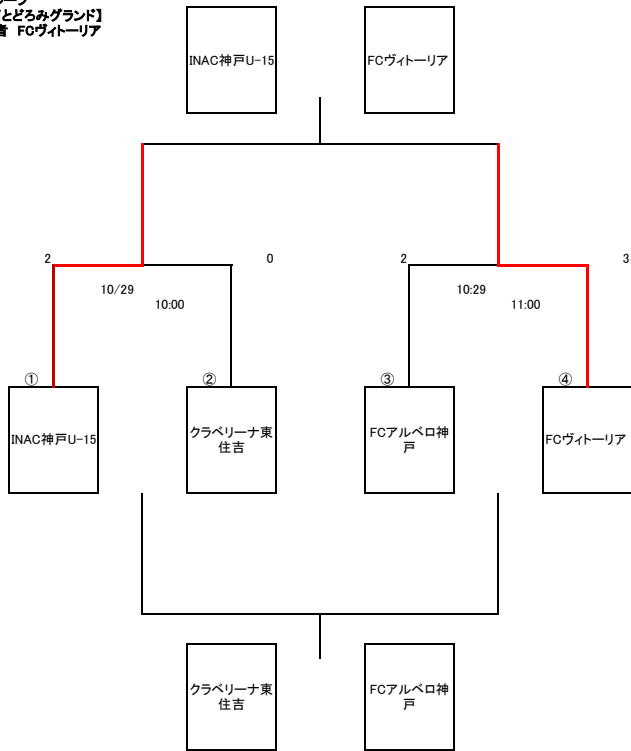 とどろみグランド】
者 FCヴィトーリア
INAC神戸U-15
FCヴィトーリア
2
0
2
3
10/29
10:00
10:29
11:00
①
②
③
④
INAC神戸U-15
クラベリーナ東
住吉
FCアルベロ神
戸
FCヴィトーリア
クラベリーナ東
住吉
FCアルベロ神
戸